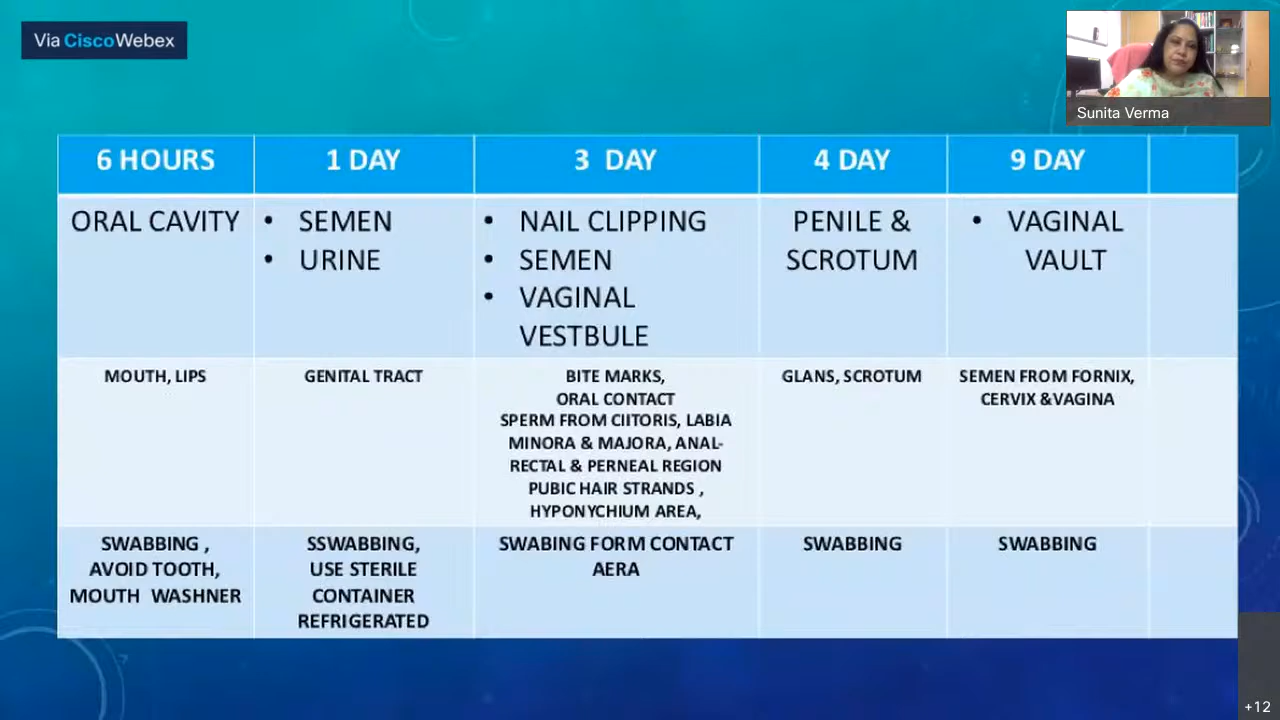 Via CiscoWebex
Sunita Verma
6 HOURS
1 DAY
3 DAY
4 DAY
9 DAY
ORAL CAVITY
• SEMEN
• URINE
• NAIL CLIPPING
• SEMEN
• VAGINAL
VESTBULE
PENILE &
SCROTUM
• VAGINAL
VAULT
MOUTH, LIPS
GENITAL TRACT
BITE MARKS,
ORAL CONTACT
SPERM FROM CIITORIS, LABIA
MINORA & MAJORA, ANAL-
RECTAL & PERNEAL REGION
PUBIC HAIR STRANDS ,
HYPONYCHIUM AREA,
GLANS, SCROTUM
SEMEN FROM FORNIX,
CERVIX &VAGINA
SWABBING ,
AVOID TOOTH,
MOUTH WASHNER
SSWABBING,
USE STERILE
CONTAINER
REFRIGERATED
SWABING FORM CONTACT
AERA
SWABBING
SWABBING
+12